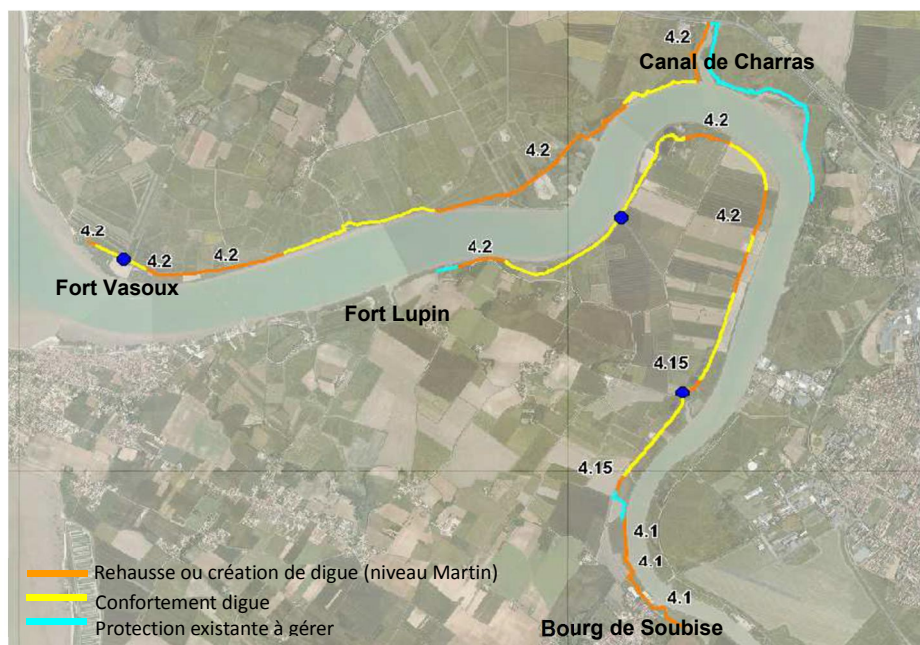 4.2
Canal de Charras
4.2
4.2
4.2
4.2
4.2
4.2
4.2
Fort Vasoux
Fort Lupin
4.15
4.15
4.1
4.1
4.1
Rehausse ou création de digue (niveau Martin)
Confortement digue
Protection existante à gérer
Bourg de Soubise